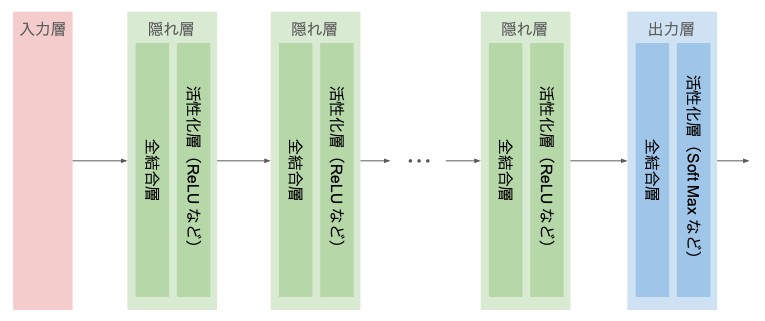 入力層
隠れ層
全結合層
活性化層（ReLU など）
隠れ層
全結合層
活性化層（ReLU など）
…
隠れ層
全結合層
活性化層（ReLU など）
出力層
全結合層
活性化層（Soft Max など）